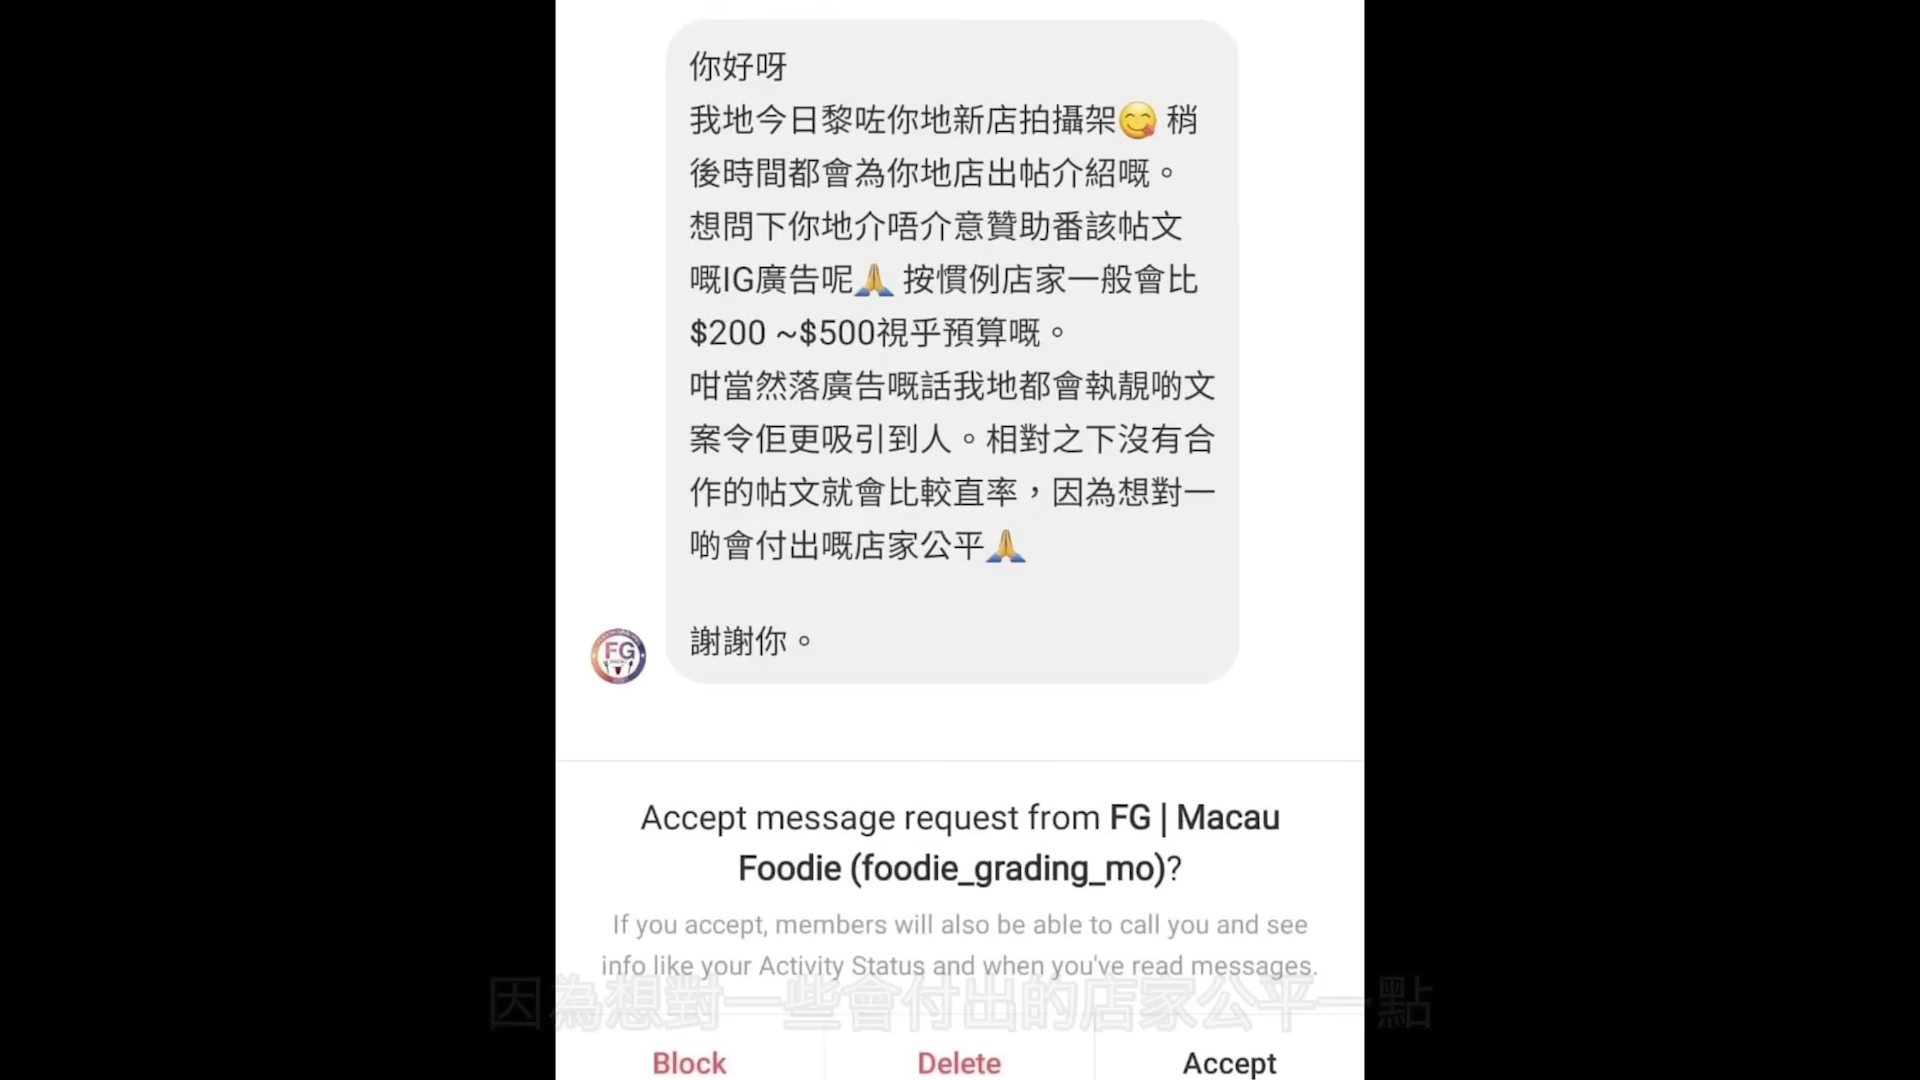 你好呀
我地今日黎咗你地新店拍攝架😋 稍
後時間都會為你地店出帖介紹嘅。
想問下你地介唔介意贊助番該帖文
嘅IG廣告呢🙏 按慣例店家一般會比
$200 ~$500視乎預算嘅。
咁當然落廣告嘅話我地都會執靚啲文
案令佢更吸引到人。相對之下沒有合
作的帖文就會比較直率，因為想對一
啲會付出嘅店家公平🙏
謝謝你。
FG
Accept message request from FG | Macau
Foodie (foodie_grading_mo)?
If you accept, members will also be able to call you and see
info like your Activity Status and when you've read messages.
因為想對一些會付出的店家公平一點
Block
Delete
Accept